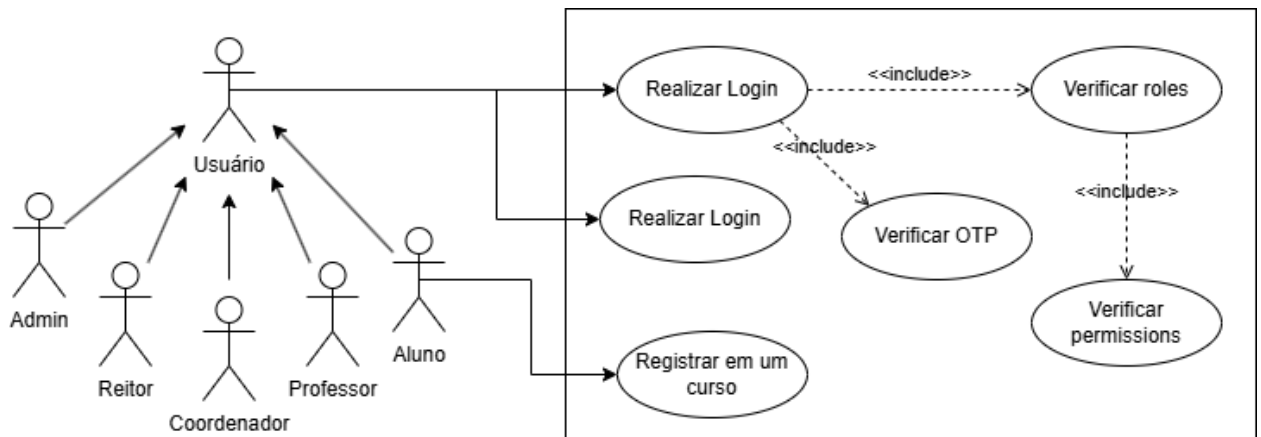 Realizar Login
<<include>>
Verificar roles
Usuário
<<include>>
<<include>>
Realizar Login
Verificar OTP
Admin
Reitor
Coordenador
Professor
Aluno
Registrar em um
curso
Verificar
permissions